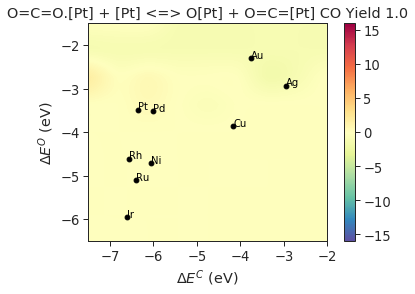 O=C=O.[Pt] + [Pt] <=> O[Pt] + O=C=[Pt] CO Yield 1.0
−2
−3
−4
−5
−6
ΔE^O (eV)
Au
Ag
Pt
Pd
Cu
Rh
Ni
Ru
Ir
−7
−6
−5
−4
−3
−2
ΔE^C (eV)
15
10
5
0
−5
−10
−15